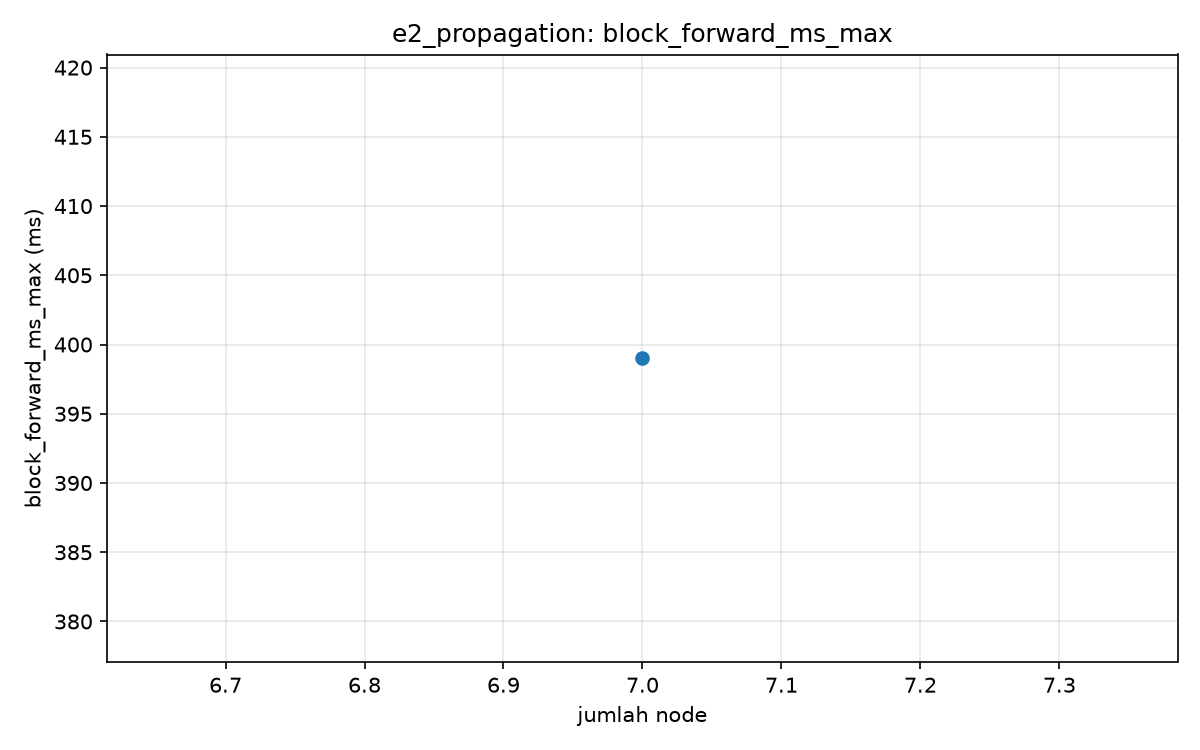 e2_propagation: block_forward_ms_max
block_forward_ms_max (ms)
420
415
410
405
400
395
390
385
380
6.7 6.8 6.9 7.0 7.1 7.2 7.3
jumlah node